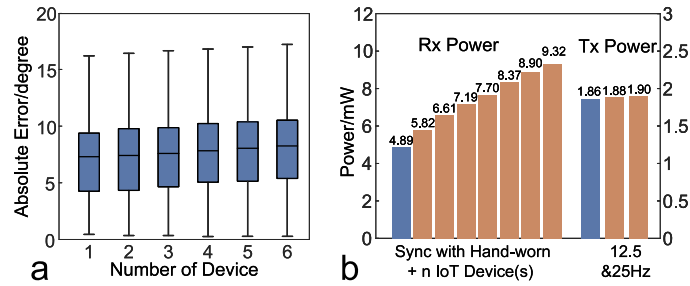 20
15
10
5
0
Absolute Error/degree
1 2 3 4 5 6
Number of Device
a
12
10
8
6
4
2
0
Power/mW
Rx Power
Tx Power
4.89
5.82
6.61
7.19
7.70
8.37
8.90
9.32
1.86 1.88 1.90
3
2.5
2
1.5
1
0.5
0
Sync with Hand-worn
+ n IoT Device(s)
12.5
&25Hz
b